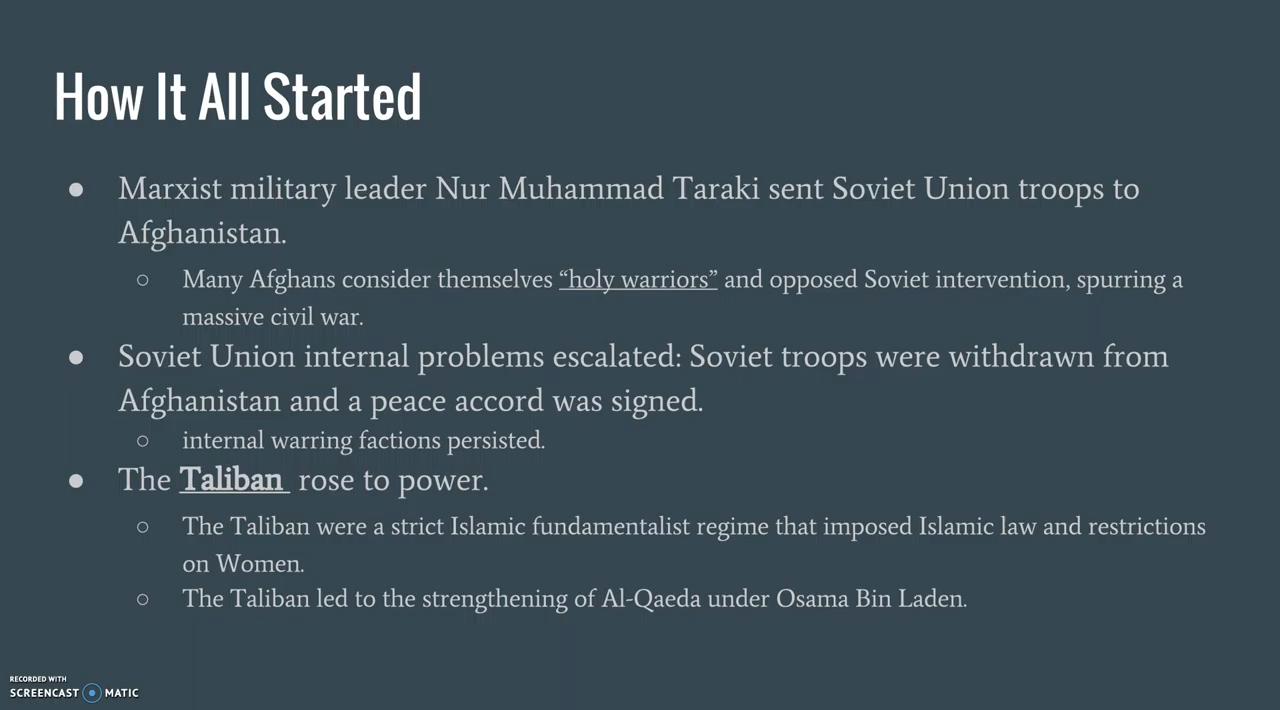 How It All Started
● Marxist military leader Nur Muhammad Taraki sent Soviet Union troops to
Afghanistan.
○ Many Afghans consider themselves “holy warriors” and opposed Soviet intervention, spurring a
massive civil war.
● Soviet Union internal problems escalated: Soviet troops were withdrawn from
Afghanistan and a peace accord was signed.
○ internal warring factions persisted.
● The Taliban rose to power.
○ The Taliban were a strict Islamic fundamentalist regime that imposed Islamic law and restrictions
on Women.
○ The Taliban led to the strengthening of Al-Qaeda under Osama Bin Laden.
RECORDED WITH
SCREENCAST MATIC